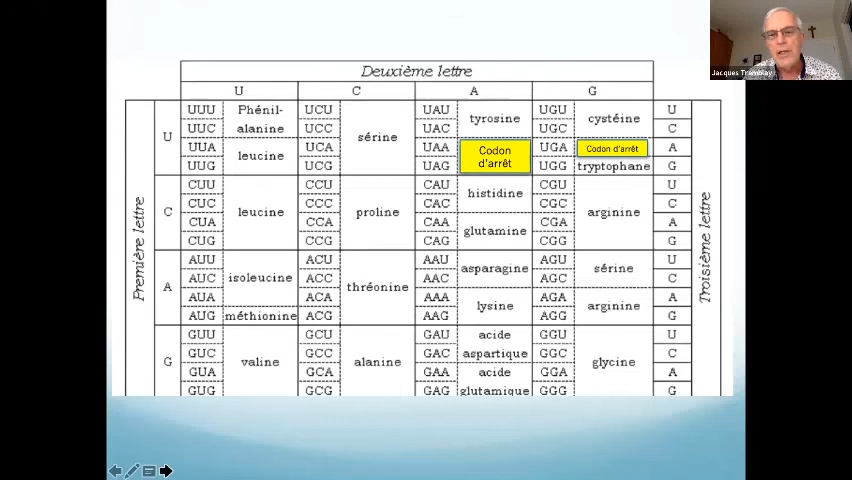 Jacques Tremblay
Deuxième lettre
U C A G
UUU Phénil- UCU UAU tyrosine UGU cystéine U
UUC alanine UCC sérine UAC UGC C
U UUA leucine UCA UAA Codon d'arrêt UGA Codon d'arrêt A
UUG UCG UAG UGG tryptophane G
CUU CCU CAU histidine CGU U
C CUC leucine CCC proline CAC CGC arginine C
CUA CCA CAA glutamine CGA A
CUG CCG CAG CGG G
AUU ACU AAU asparagine AGU sérine U
A AUC isoleucine ACC thréonine AAC AGC C
AUA ACA AAA lysine AGA arginine A
AUG méthionine ACG AAG AGG G
GUU GCU GAU acide GGU U
G GUC valine GCC alanine GAC aspartique GGC glycine C
GUA GCA GAA acide GGA A
GUG GCG GAG glutamique GGG G
Première lettre
Troisième lettre